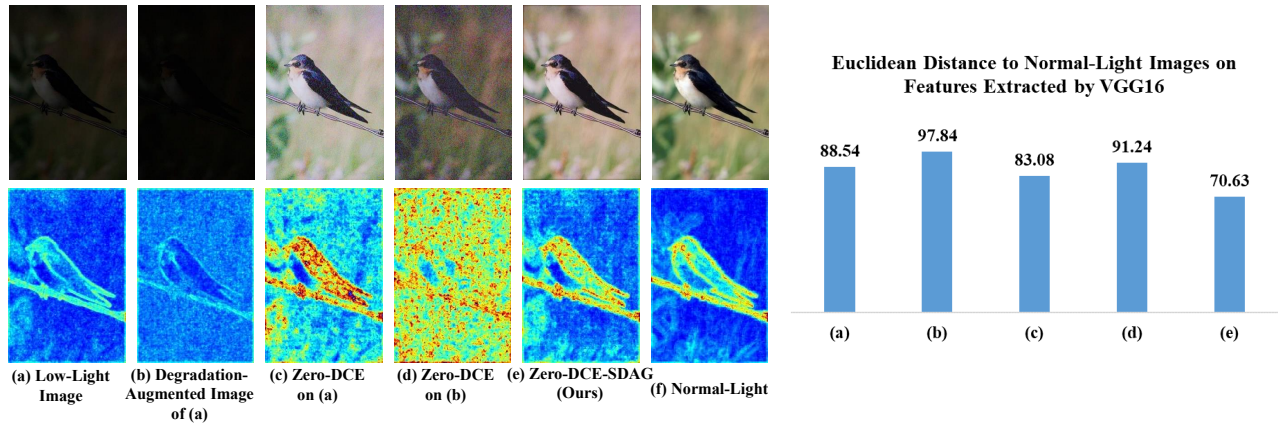 Euclidean Distance to Normal-Light Images on
Features Extracted by VGG16
88.54
97.84
83.08
91.24
70.63
(a)
(b)
(c)
(d)
(e)
(a) Low-Light
Image
(b) Degradation-
Augmented Image
of (a)
(c) Zero-DCE
on (a)
(d) Zero-DCE
on (b)
(e) Zero-DCE-SDAG
(Ours)
(f) Normal-Light